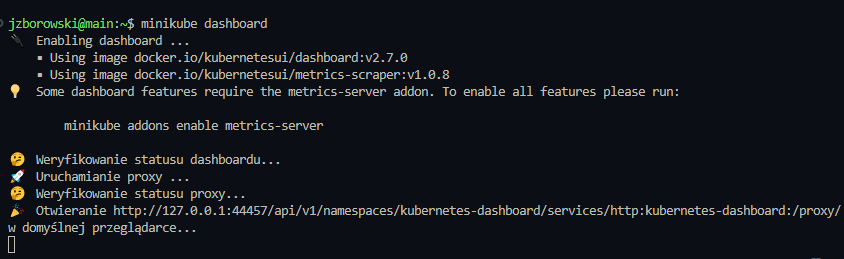 jzborowski@main:~$ minikube dashboard
Enabling dashboard ...
▪ Using image docker.io/kubernetesui/dashboard:v2.7.0
▪ Using image docker.io/kubernetesui/metrics-scraper:v1.0.8
Some dashboard features require the metrics-server addon. To enable all features please run:
minikube addons enable metrics-server
Weryfikowanie statusu dashboardu...
Uruchamianie proxy ...
Weryfikowanie statusu proxy...
Otwieranie http://127.0.0.1:44457/api/v1/namespaces/kubernetes-dashboard/services/http:kubernetes-dashboard:/proxy/
w domyślnej przeglądarce...